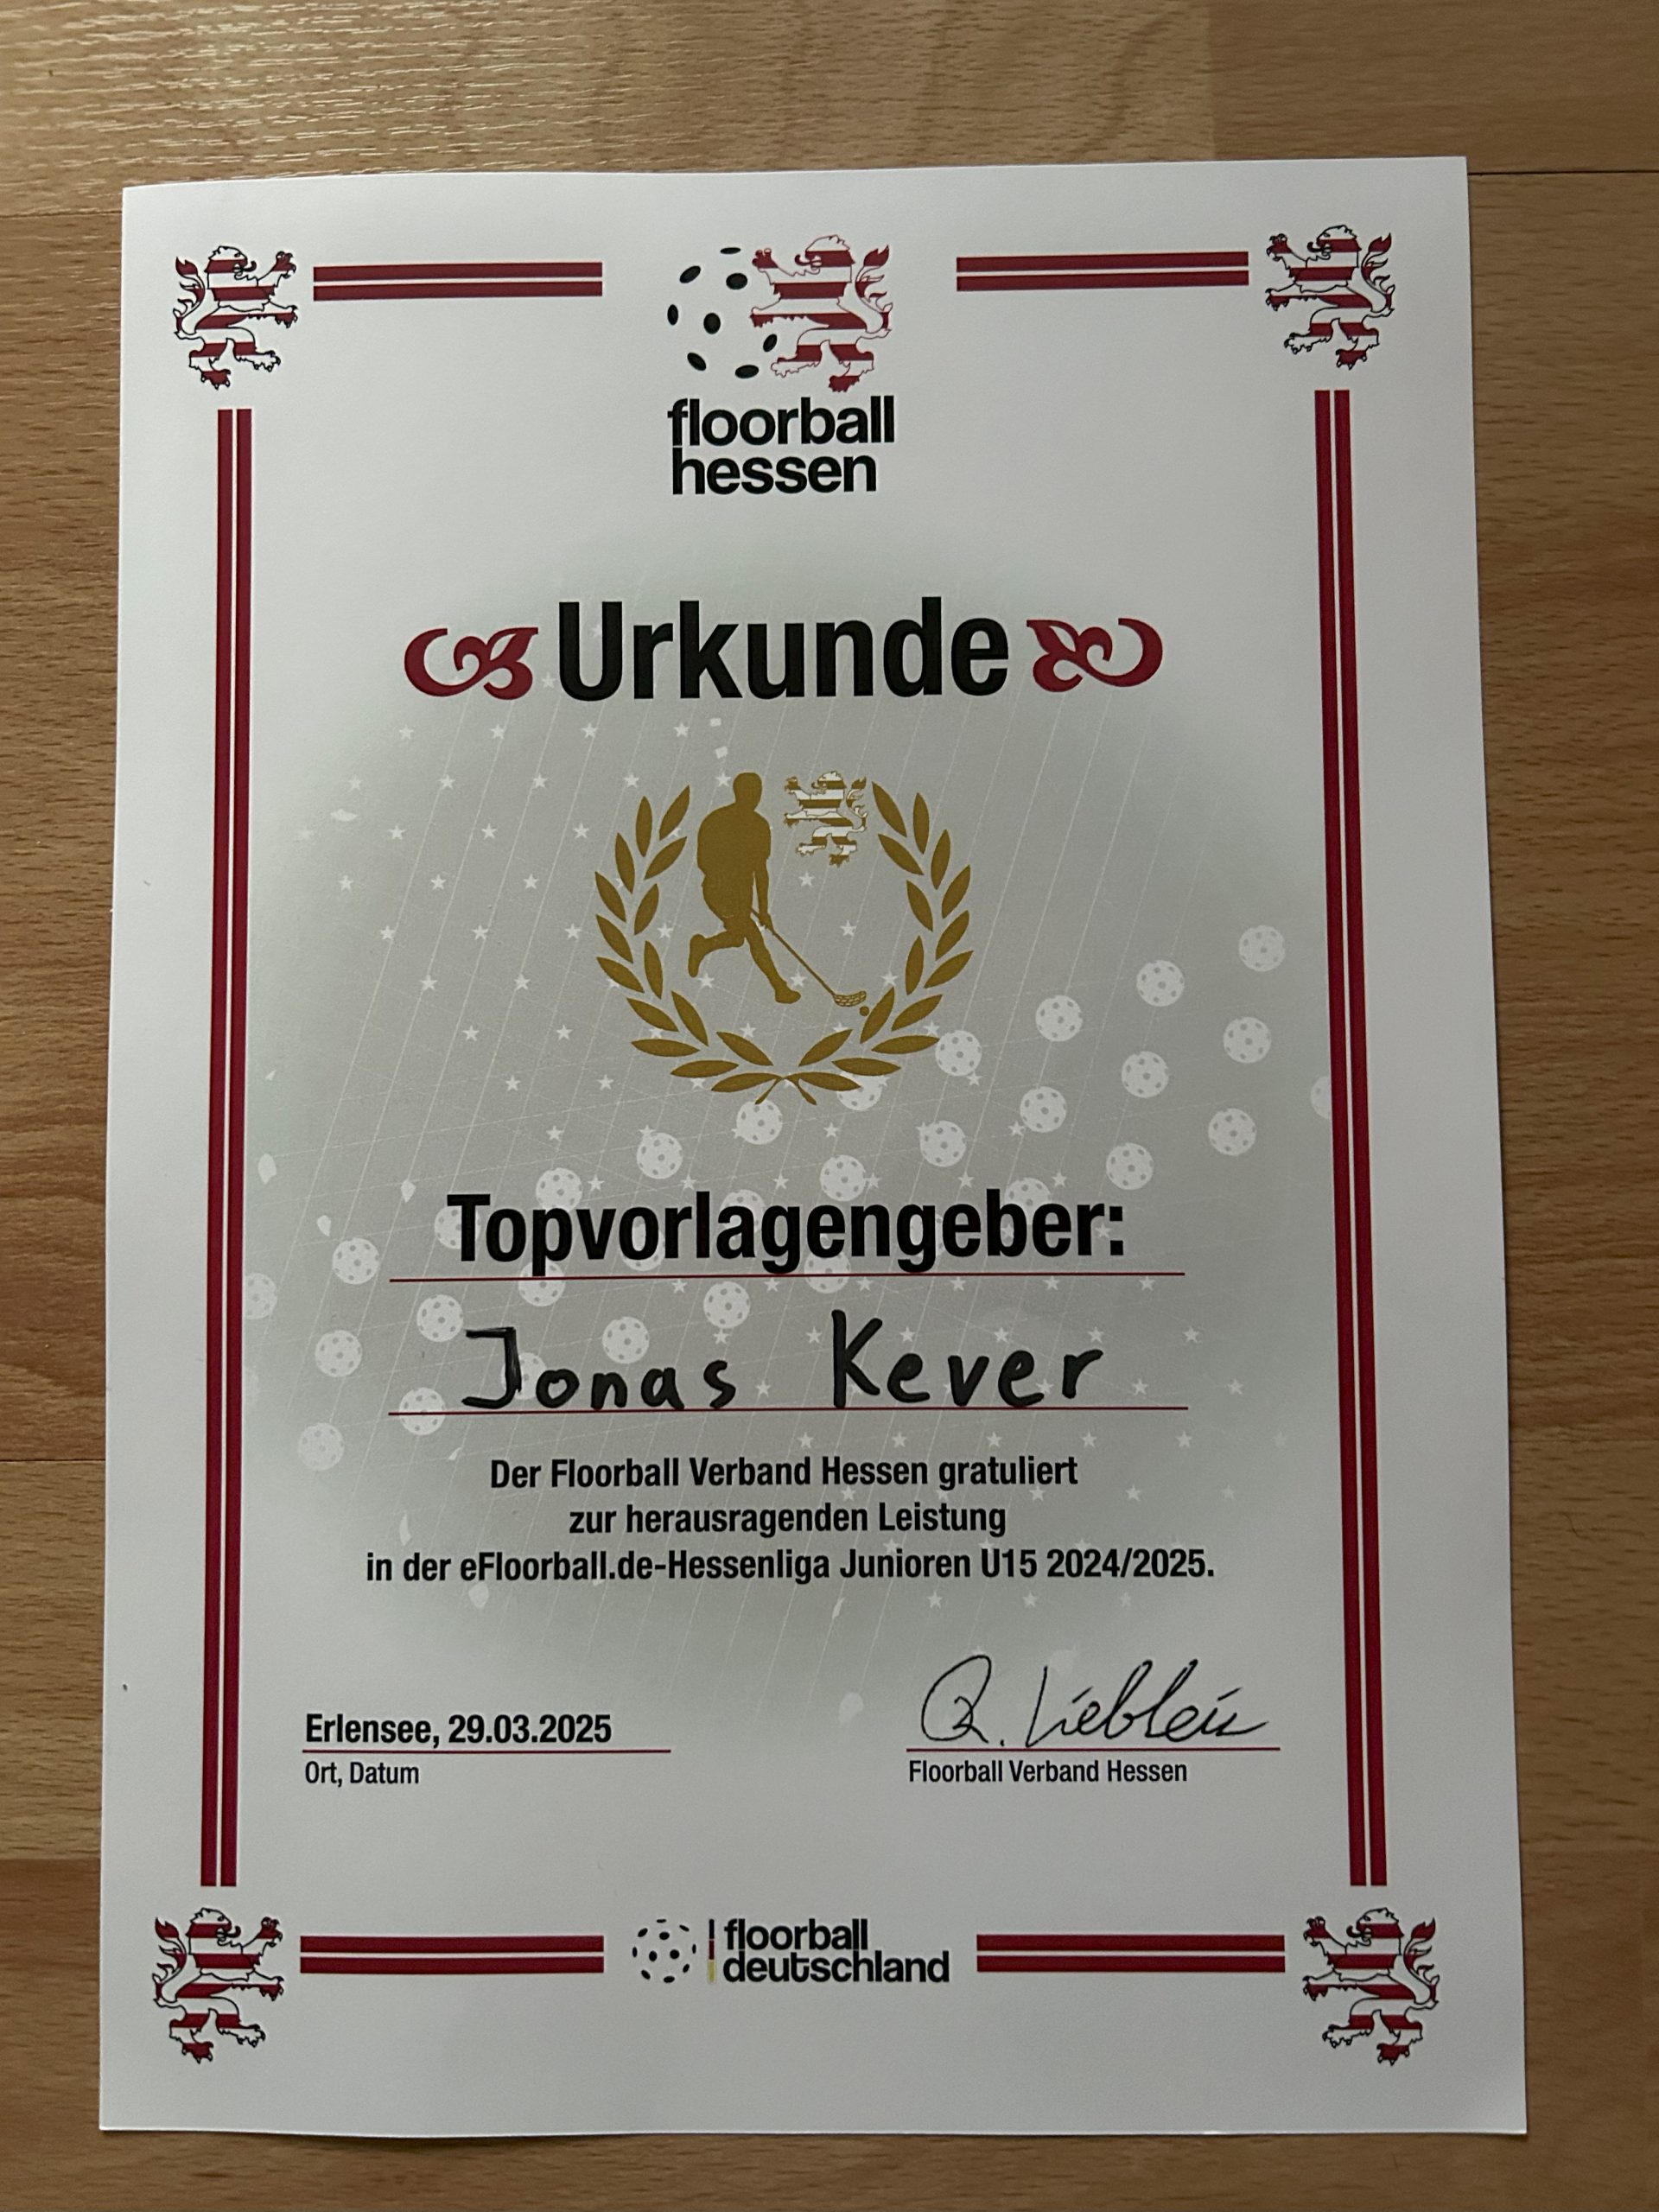 floorball
hessen
Urkunde
Topvorlagengeber:
Jonas Kever
Der Floorball Verband Hessen gratuliert
zur herausragenden Leistung
in der eFloorball.de-Hessenliga Junioren U15 2024/2025.
Erlensee, 29.03.2025
Ort, Datum
Floorball Verband Hessen
floorball
deutschland